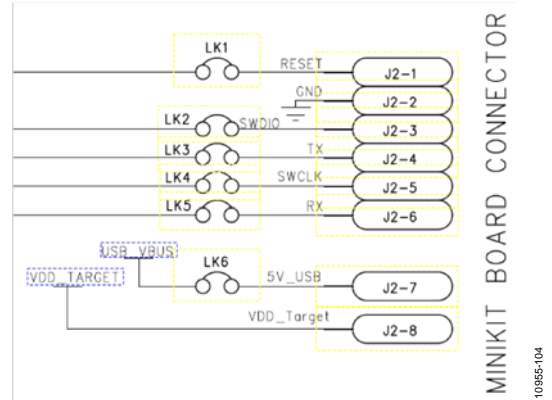 LK1
RESET
J2-1
GND
J2-2
LK2
SWDIO
J2-3
LK3
TX
J2-4
LK4
SWCLK
J2-5
LK5
RX
J2-6
USB_VBUS
VDD_TARGET
LK6
5V_USB
J2-7
VDD_Target
J2-8
MINIKIT BOARD CONNECTOR
10955-104